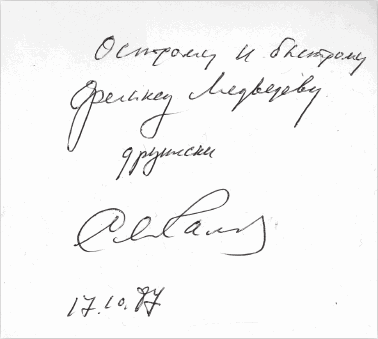 Острому и быстрому
Феликсу Медведеву
дружески
17.10.87